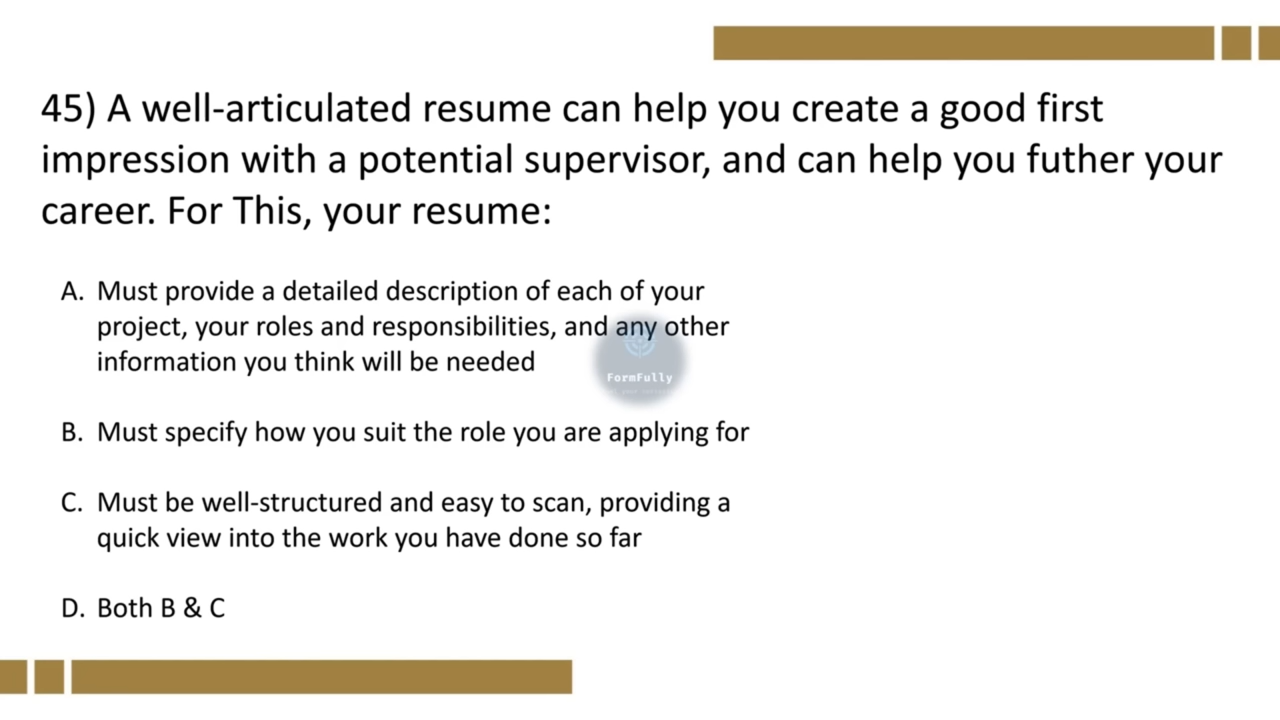 45) A well-articulated resume can help you create a good first
impression with a potential supervisor, and can help you futher your
career. For This, your resume:
A. Must provide a detailed description of each of your
project, your roles and responsibilities, and any other
information you think will be needed
FormFully
B. Must specify how you suit the role you are applying for
C. Must be well-structured and easy to scan, providing a
quick view into the work you have done so far
D. Both B & C